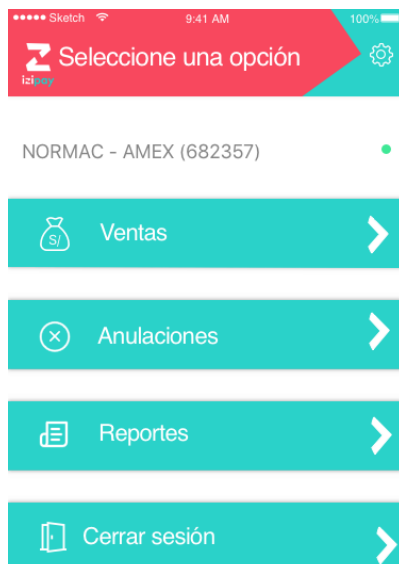 Sketch 9:41 AM 100%
Seleccione una opción
izipay
NORMAC - AMEX (682357)
S/
Ventas
Anulaciones
Reportes
Cerrar sesión